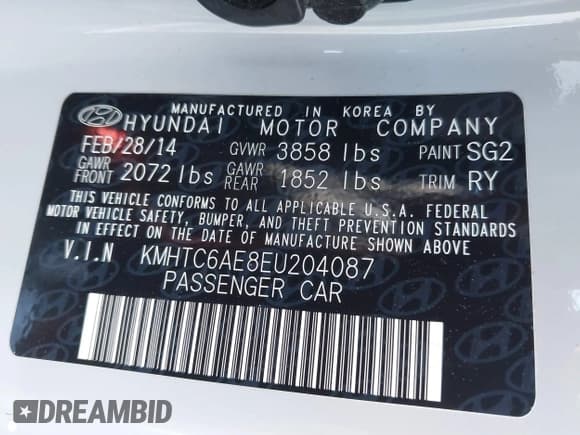 MANUFACTURED IN KOREA BY
HYUNDAI MOTOR COMPANY
FEB/28/14 GVWR 3858 lbs PAINT SG2
GAWR FRONT 2072 lbs GAWR REAR 1852 lbs TRIM RY
THIS VEHICLE CONFORMS TO ALL APPLICABLE U.S.A. FEDERAL
MOTOR VEHICLE SAFETY, BUMPER, AND THEFT PREVENTION STANDARDS
IN EFFECT ON THE DATE OF MANUFACTURE SHOWN ABOVE.
V.I.N KMHTC6AE8EU204087
PASSENGER CAR
DREAMBID